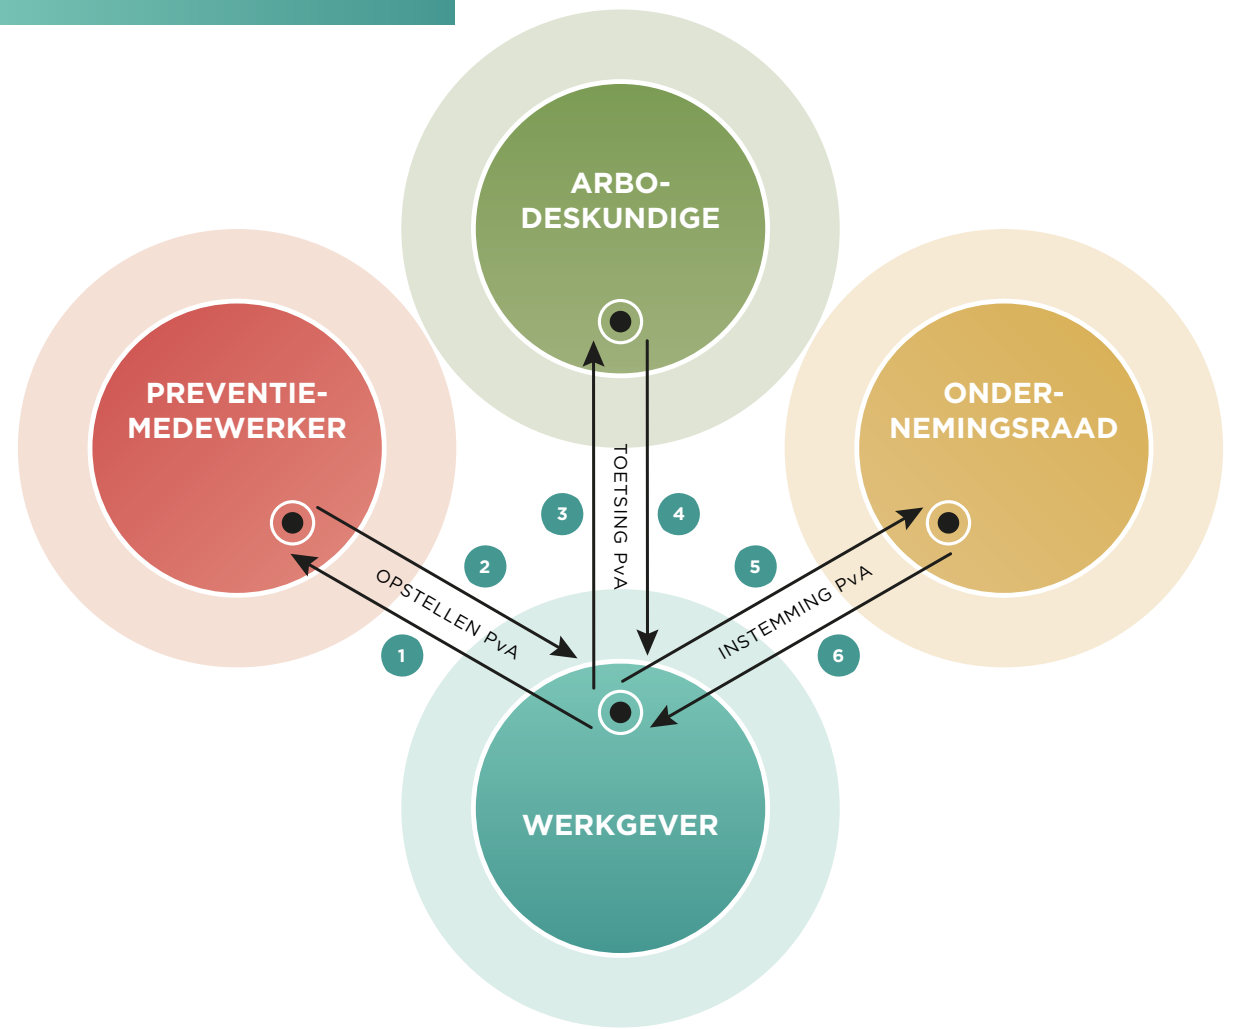 ARBO-
DESKUNDIGE
PREVENTIE-
MEDEWERKER
ONDER-
NEMINGSRAAD
3
TOETSING PvA
4
2
OPSTELLEN PvA
1
5
INSTEMMING PvA
6
WERKGEVER